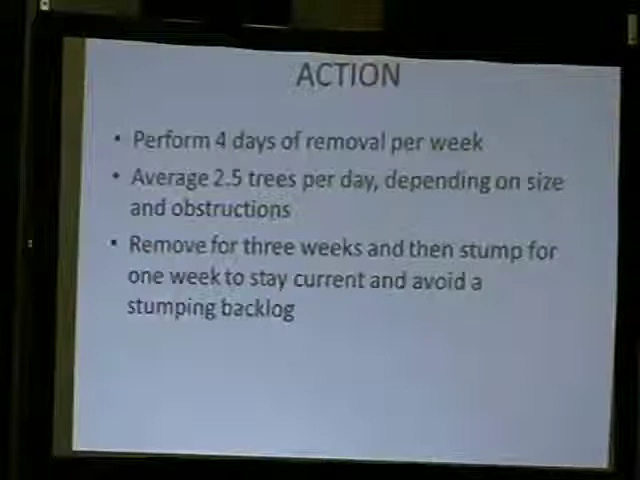 ACTION
• Perform 4 days of removal per week
• Average 2.5 trees per day, depending on size
and obstructions
• Remove for three weeks and then stump for
one week to stay current and avoid a
stumping backlog